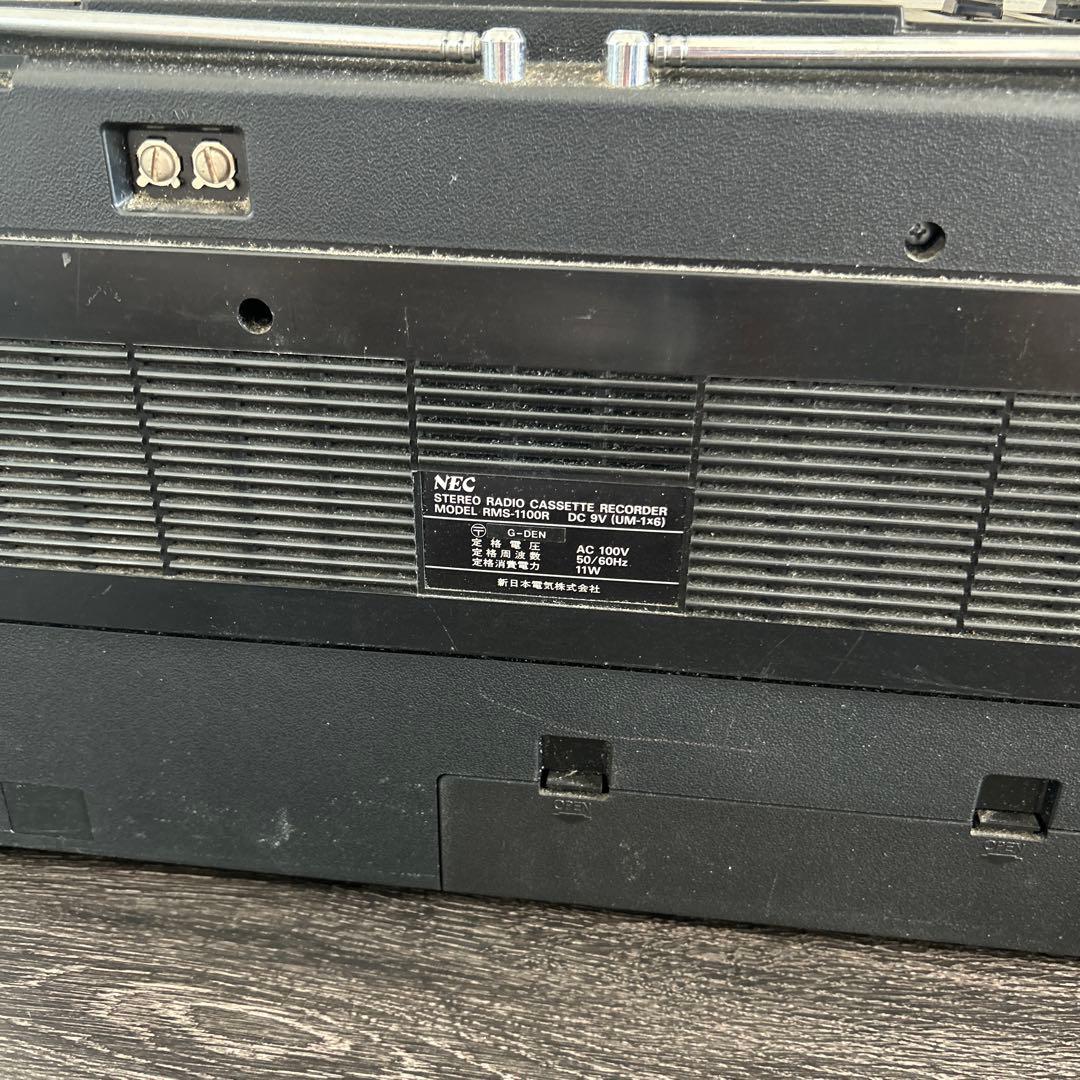 NEC
STEREO RADIO CASSETTE RECORDER
MODEL RMS-1100R DC 9V (UM-1×6)
〒 G-DEN
定格電圧 AC 100V
定格周波数 50/60Hz
定格消費電力 11W
新日本電気株式会社
OPEN
OPEN